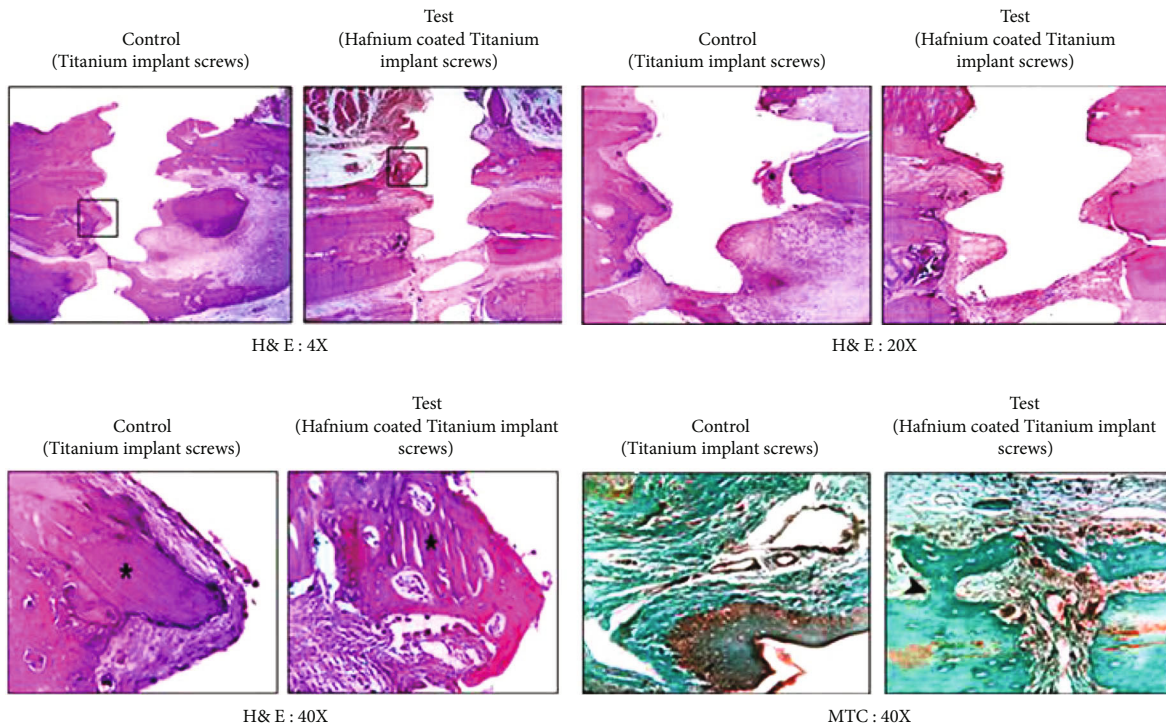 Control
(Titanium implant screws)
Test
(Hafnium coated Titanium
implant screws)
Control
(Titanium implant screws)
Test
(Hafnium coated Titanium
implant screws)
H& E : 4X
H& E : 20X
Control
(Titanium implant screws)
Test
(Hafnium coated Titanium implant
screws)
Control
(Titanium implant screws)
Test
(Hafnium coated Titanium implant
screws)
*
*
H& E : 40X
MTC : 40X